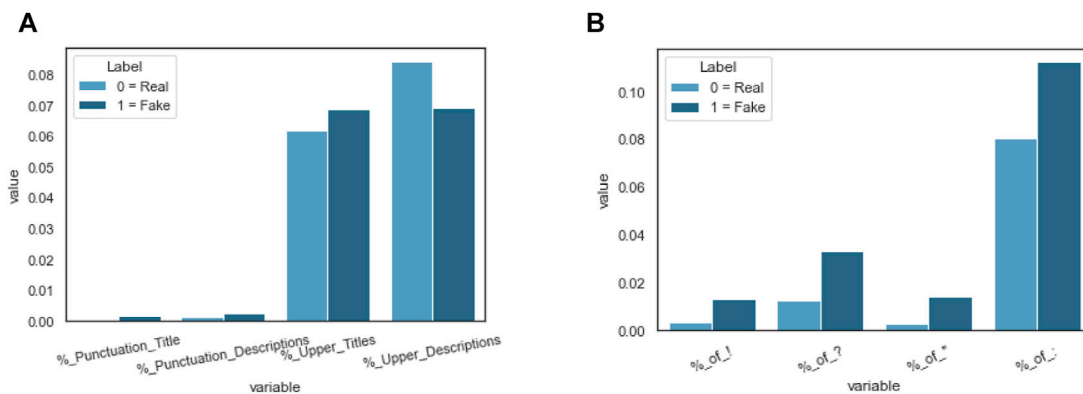 A
B
Label
0 = Real
1 = Fake
value
0.08
0.07
0.06
0.05
0.04
0.03
0.02
0.01
0.00
%_Punctuation_Title
%_Punctuation_Descriptions
%_Upper_Titles
%_Upper_Descriptions
variable
Label
0 = Real
1 = Fake
value
0.10
0.08
0.06
0.04
0.02
0.00
%_of_!
%_of_?
%_of_"
%_of_:
variable